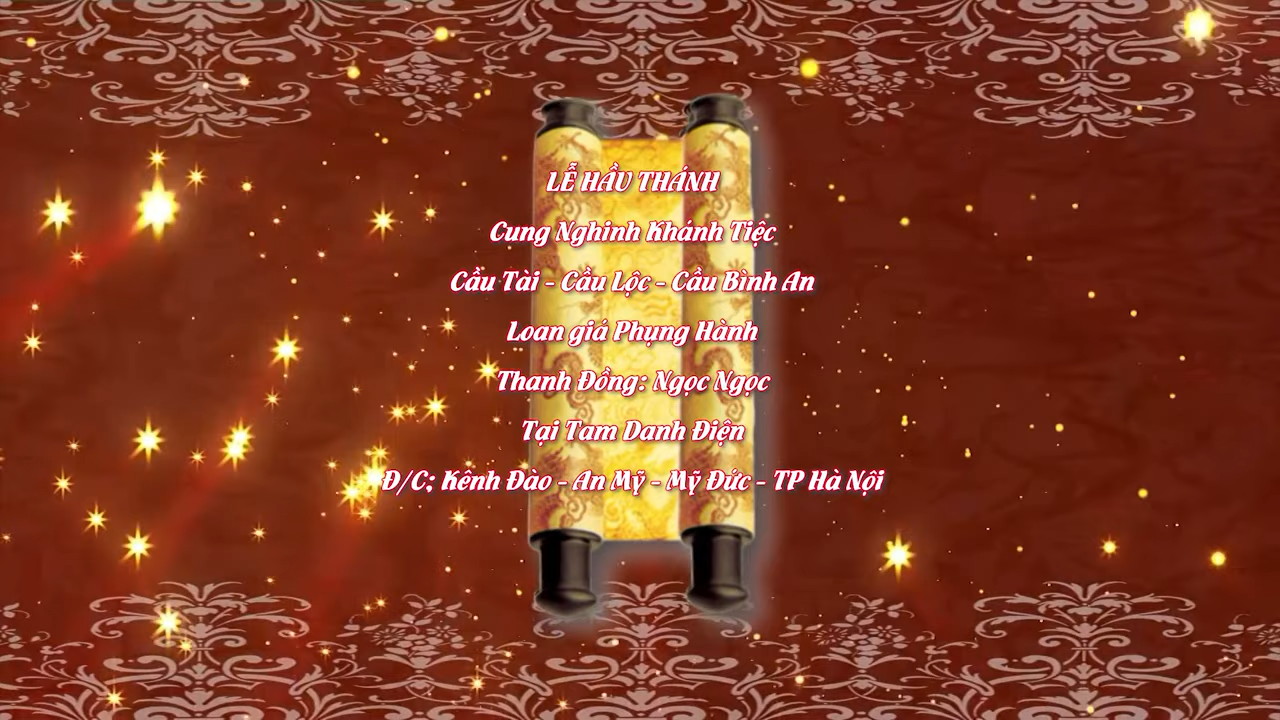 LỄ HẦU THÁNH
Cung Nghinh Khánh Tiệc
Cầu Tài - Cầu Lộc - Cầu Bình An
Loan giá Phụng Hành
Thanh Đồng: Ngọc Ngọc
Tại Tam Danh Điện
Đ/C; Kênh Đào - An Mỹ - Mỹ Đức - TP Hà Nội